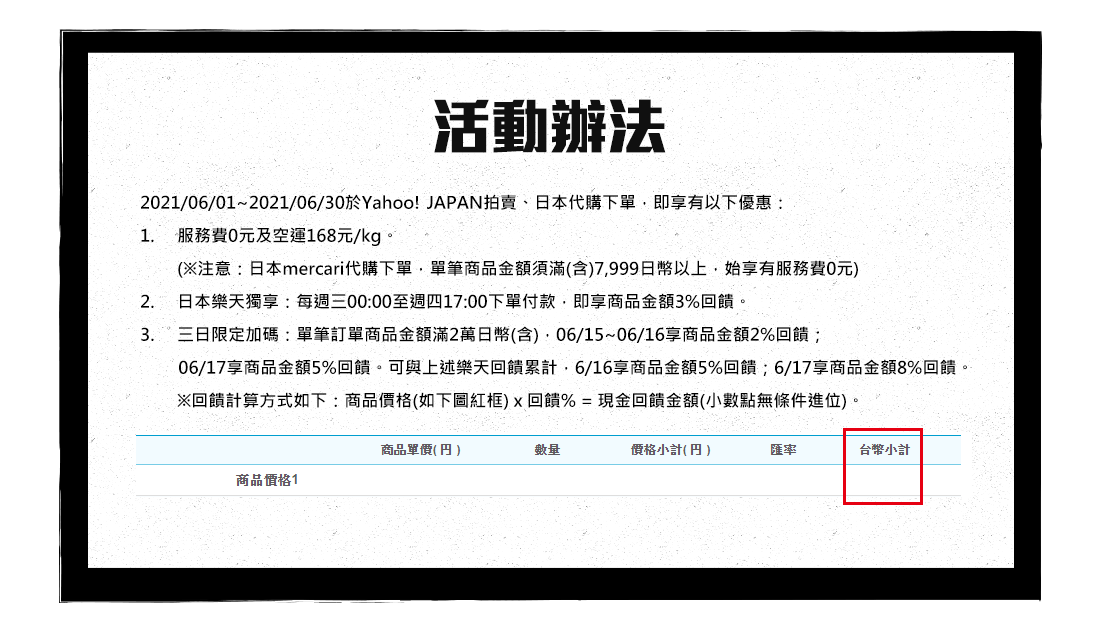 活動辦法
2021/06/01~2021/06/30於Yahoo! JAPAN拍賣、日本代購下單，即享有以下優惠：
1. 服務費0元及空運168元/kg。
(※注意：日本mercari代購下單，單筆商品金額須滿(含)7,999日幣以上，始享有服務費0元)
2. 日本樂天獨享：每週三00:00至週四17:00下單付款，即享商品金額3%回饋。
3. 三日限定加碼：單筆訂單商品金額滿2萬日幣(含)，06/15~06/16享商品金額2%回饋；
06/17享商品金額5%回饋。可與上述樂天回饋累計，6/16享商品金額5%回饋；6/17享商品金額8%回饋。
※回饋計算方式如下：商品價格(如下圖紅框) x 回饋% = 現金回饋金額(小數點無條件進位)。
商品單價(円) 數量 價格小計(円) 匯率 台幣小計
商品價格1